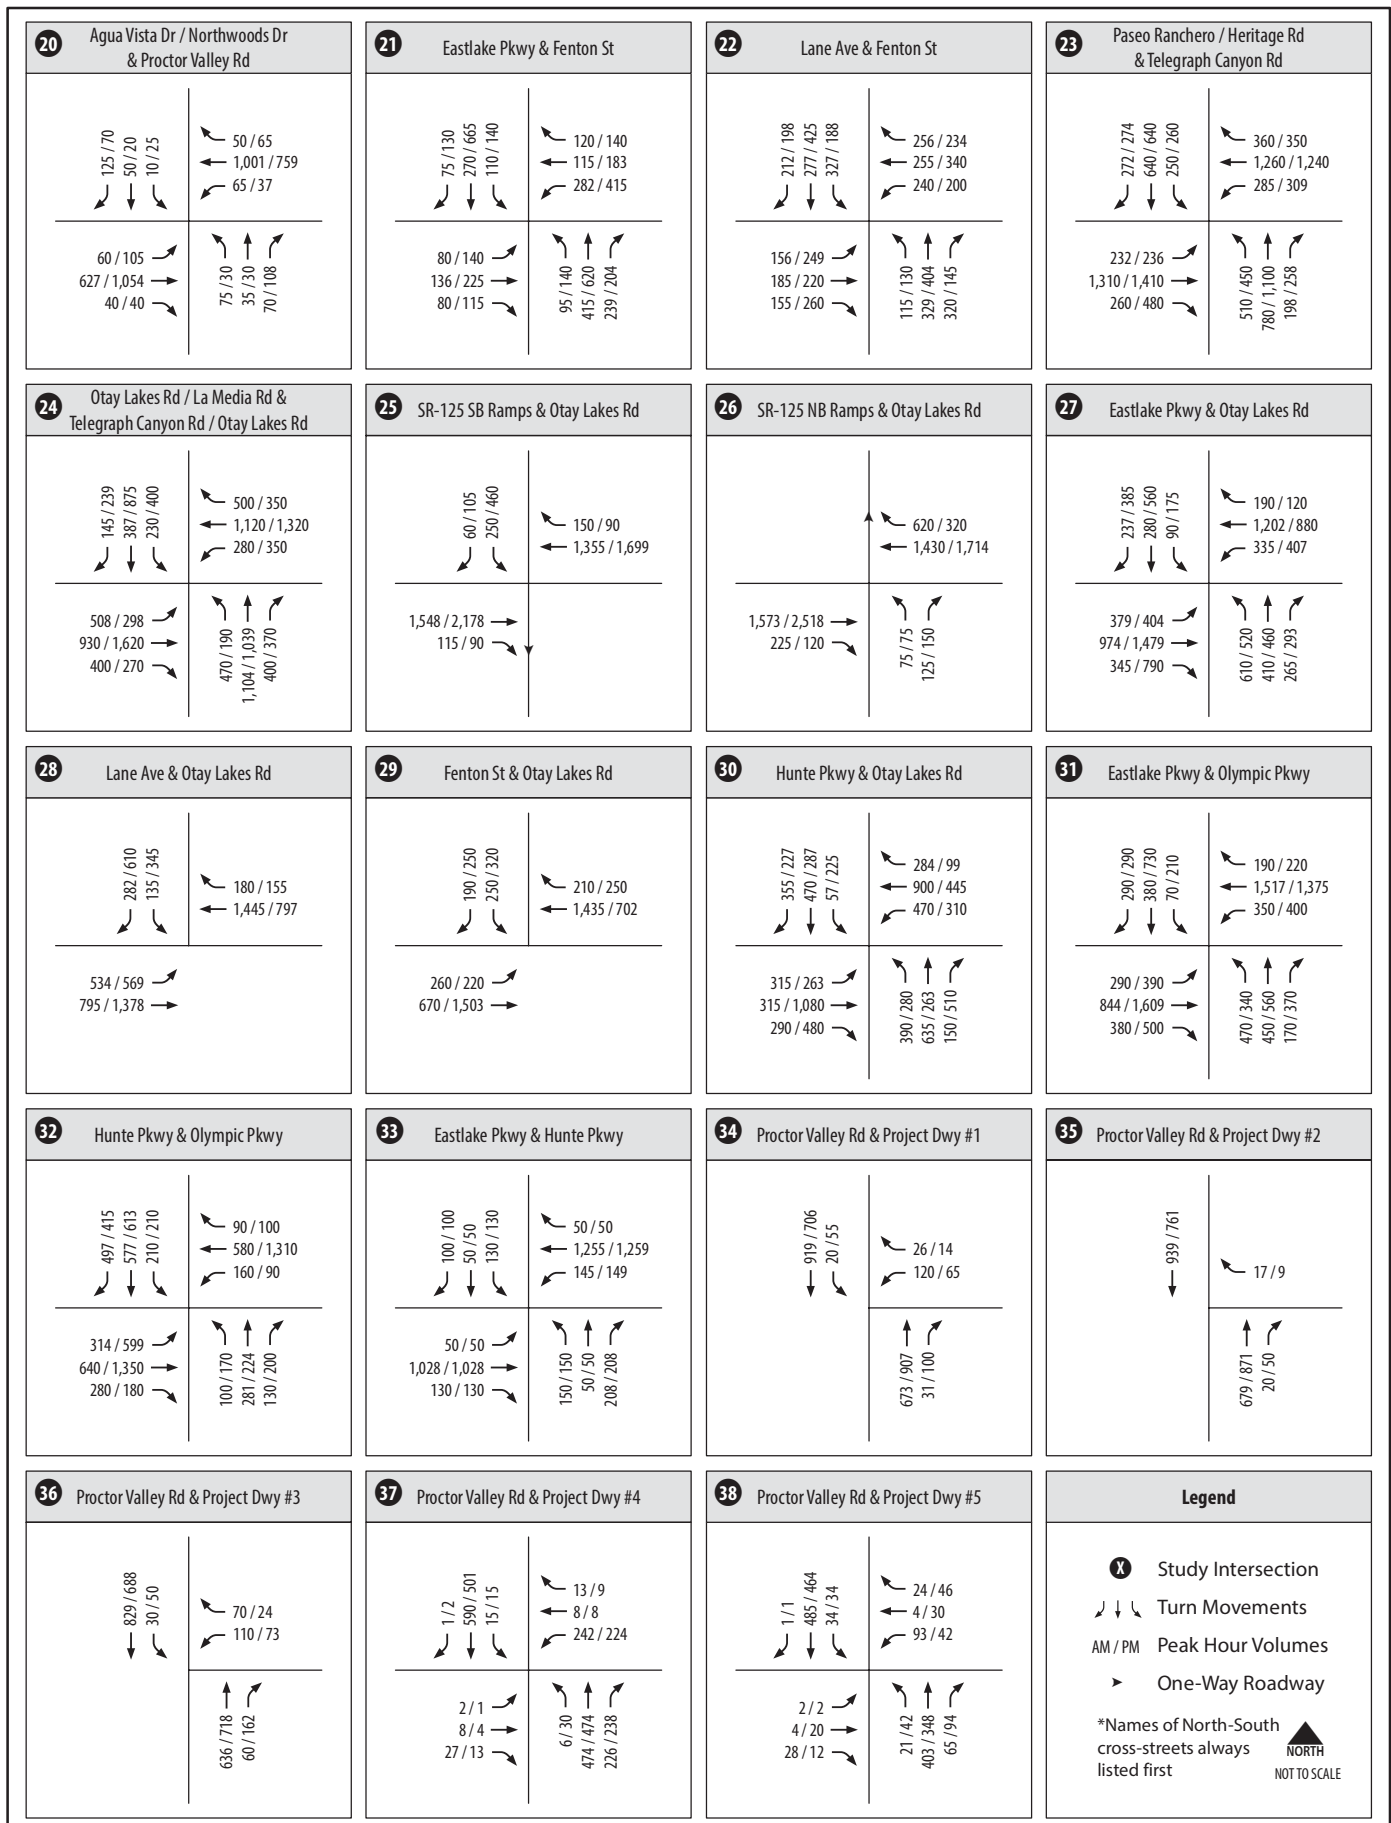 20
Agua Vista Dr / Northwoods Dr
& Proctor Valley Rd
125 / 70
50 / 20
10 / 25
50 / 65
1,001 / 759
65 / 37
60 / 105
627 / 1,054
40 / 40
75 / 30
35 / 30
70 / 108
21
Eastlake Pkwy & Fenton St
75 / 130
270 / 665
110 / 140
120 / 140
115 / 183
282 / 415
80 / 140
136 / 225
80 / 115
95 / 140
415 / 620
239 / 204
22
Lane Ave & Fenton St
212 / 198
277 / 425
327 / 188
256 / 234
255 / 340
240 / 200
156 / 249
185 / 220
155 / 260
115 / 130
329 / 404
320 / 145
23
Paseo Ranchero / Heritage Rd
& Telegraph Canyon Rd
272 / 274
640 / 640
250 / 260
360 / 350
1,260 / 1,240
285 / 309
232 / 236
1,310 / 1,410
260 / 480
510 / 450
780 / 1,100
198 / 258
24
Otay Lakes Rd / La Media Rd &
Telegraph Canyon Rd / Otay Lakes Rd
145 / 239
387 / 875
230 / 400
500 / 350
1,120 / 1,320
280 / 350
508 / 298
930 / 1,620
400 / 270
470 / 190
1,104 / 1,039
400 / 370
25
SR-125 SB Ramps & Otay Lakes Rd
60 / 105
250 / 460
150 / 90
1,355 / 1,699
1,548 / 2,178
115 / 90
26
SR-125 NB Ramps & Otay Lakes Rd
620 / 320
1,430 / 1,714
1,573 / 2,518
225 / 120
75 / 75
125 / 150
27
Eastlake Pkwy & Otay Lakes Rd
237 / 385
280 / 560
90 / 175
190 / 120
1,202 / 880
335 / 407
379 / 404
974 / 1,479
345 / 790
610 / 520
410 / 460
265 / 293
28
Lane Ave & Otay Lakes Rd
282 / 610
135 / 345
180 / 155
1,445 / 797
534 / 569
795 / 1,378
29
Fenton St & Otay Lakes Rd
190 / 250
250 / 320
210 / 250
1,435 / 702
260 / 220
670 / 1,503
30
Hunte Pkwy & Otay Lakes Rd
355 / 227
470 / 287
57 / 225
284 / 99
900 / 445
470 / 310
315 / 263
315 / 1,080
290 / 480
390 / 280
635 / 263
150 / 510
31
Eastlake Pkwy & Olympic Pkwy
290 / 290
380 / 730
70 / 210
190 / 220
1,517 / 1,375
350 / 400
290 / 390
844 / 1,609
380 / 500
470 / 340
450 / 560
170 / 370
32
Hunte Pkwy & Olympic Pkwy
497 / 415
577 / 613
210 / 210
90 / 100
580 / 1,310
160 / 90
314 / 599
640 / 1,350
280 / 180
100 / 170
281 / 224
130 / 200
33
Eastlake Pkwy & Hunte Pkwy
100 / 100
50 / 50
130 / 130
50 / 50
1,255 / 1,259
145 / 149
50 / 50
1,028 / 1,028
130 / 130
150 / 150
50 / 50
208 / 208
34
Proctor Valley Rd & Project Dwy #1
919 / 706
20 / 55
26 / 14
120 / 65
673 / 907
31 / 100
35
Proctor Valley Rd & Project Dwy #2
939 / 761
17 / 9
679 / 871
20 / 50
36
Proctor Valley Rd & Project Dwy #3
829 / 688
30 / 50
70 / 24
110 / 73
636 / 718
60 / 162
37
Proctor Valley Rd & Project Dwy #4
1 / 2
590 / 501
15 / 15
13 / 9
8 / 8
242 / 224
2 / 1
8 / 4
27 / 13
6 / 30
474 / 474
226 / 238
38
Proctor Valley Rd & Project Dwy #5
1 / 1
485 / 464
34 / 34
24 / 46
4 / 30
93 / 42
2 / 2
4 / 20
28 / 12
21 / 42
403 / 348
65 / 94
Legend
X Study Intersection
Turn Movements
AM / PM Peak Hour Volumes
One-Way Roadway
*Names of North-South
cross-streets always
listed first
NORTH
NOT TO SCALE